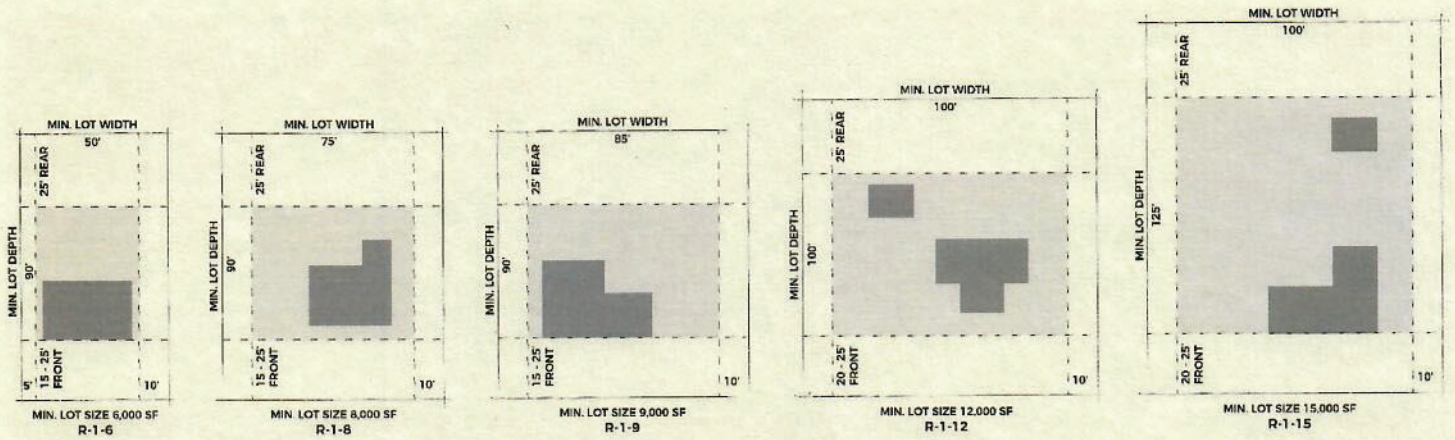 MIN. LOT WIDTH
50'
25' REAR
MIN. LOT DEPTH
90'
15 - 25'
FRONT
5'
10'
MIN. LOT SIZE 6,000 SF
R-1-6
MIN. LOT WIDTH
75'
25' REAR
MIN. LOT DEPTH
90'
15 - 25'
FRONT
10'
MIN. LOT SIZE 8,000 SF
R-1-8
MIN. LOT WIDTH
85'
25' REAR
MIN. LOT DEPTH
90'
15 - 25'
FRONT
10'
MIN. LOT SIZE 9,000 SF
R-1-9
MIN. LOT WIDTH
100'
25' REAR
MIN. LOT DEPTH
100'
20 - 25'
FRONT
10'
MIN. LOT SIZE 12,000 SF
R-1-12
MIN. LOT WIDTH
100'
25' REAR
MIN. LOT DEPTH
125'
20 - 25'
FRONT
10'
MIN. LOT SIZE 15,000 SF
R-1-15